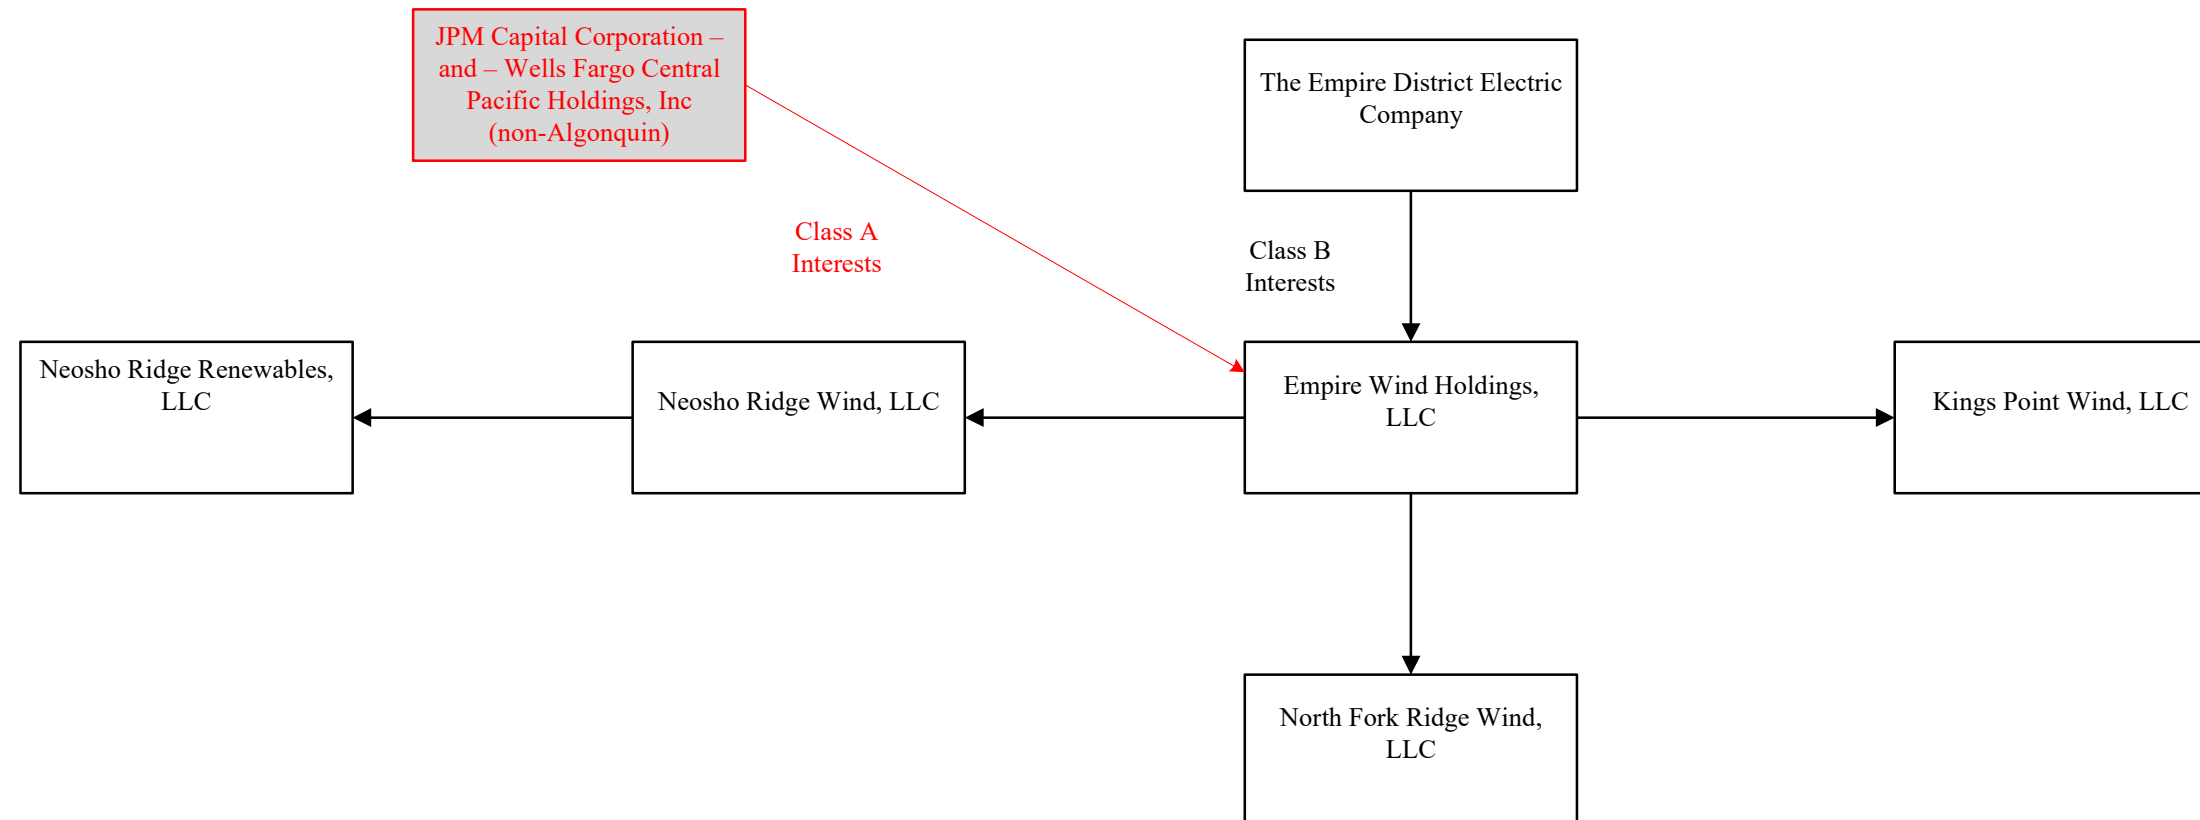 JPM Capital Corporation –
and – Wells Fargo Central
Pacific Holdings, Inc
(non-Algonquin)
The Empire District Electric
Company
Class A
Interests
Class B
Interests
Neosho Ridge Renewables,
LLC
Neosho Ridge Wind, LLC
Empire Wind Holdings,
LLC
Kings Point Wind, LLC
North Fork Ridge Wind,
LLC